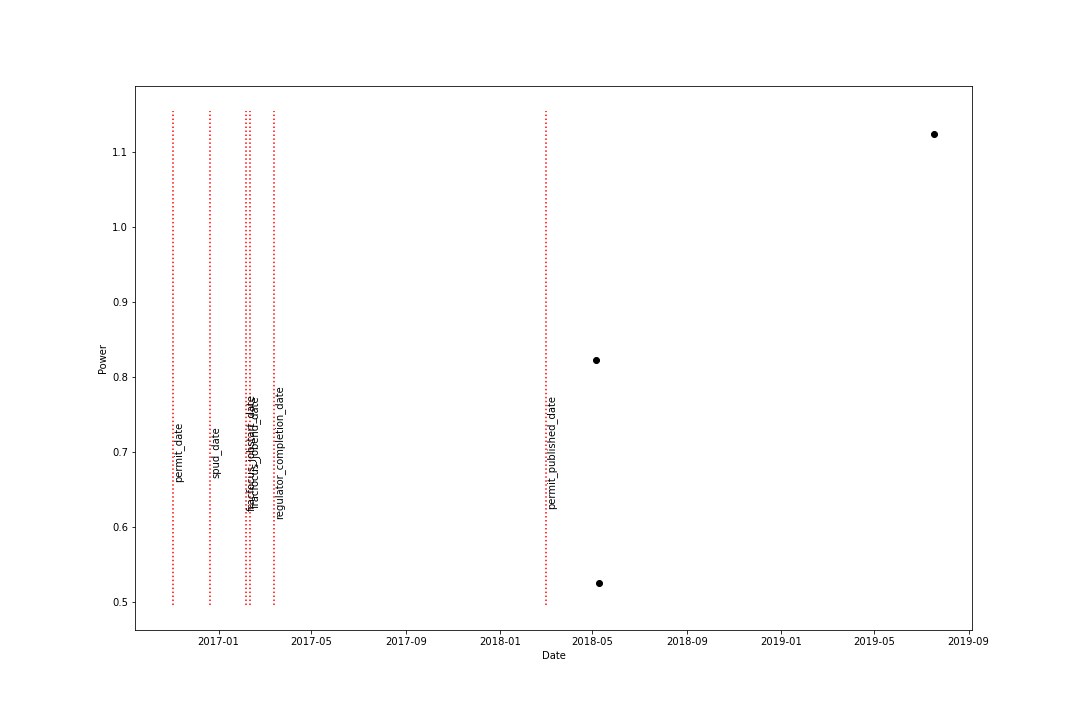 1.1
1.0
0.9
0.8
0.7
0.6
0.5
Power
permit_date
spud_date
fracfocus_jobstart_date
fracfocus_jobend_date
regulator_completion_date
permit_published_date
2017-01
2017-05
2017-09
2018-01
2018-05
2018-09
2019-01
2019-05
2019-09
Date